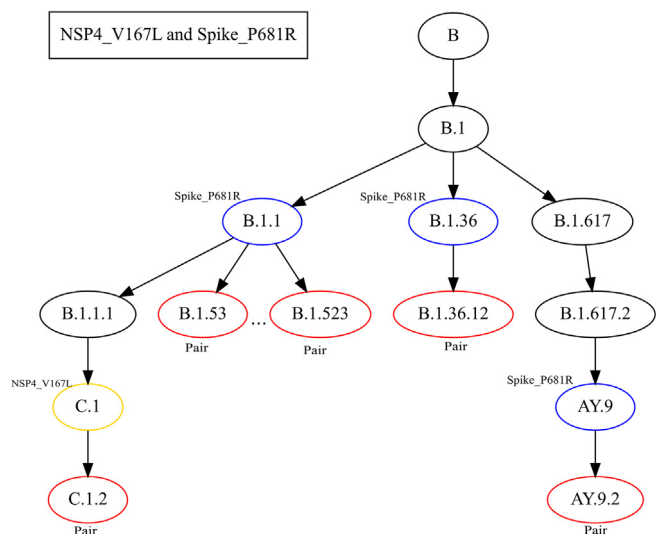 NSP4_V167L and Spike_P681R
B
B.1
Spike_P681R
Spike_P681R
B.1.1
B.1.36
B.1.617
B.1.1.1
B.1.53
...
B.1.523
B.1.36.12
B.1.617.2
Pair
Pair
Pair
NSP4_V167L
Spike_P681R
C.1
AY.9
C.1.2
AY.9.2
Pair
Pair